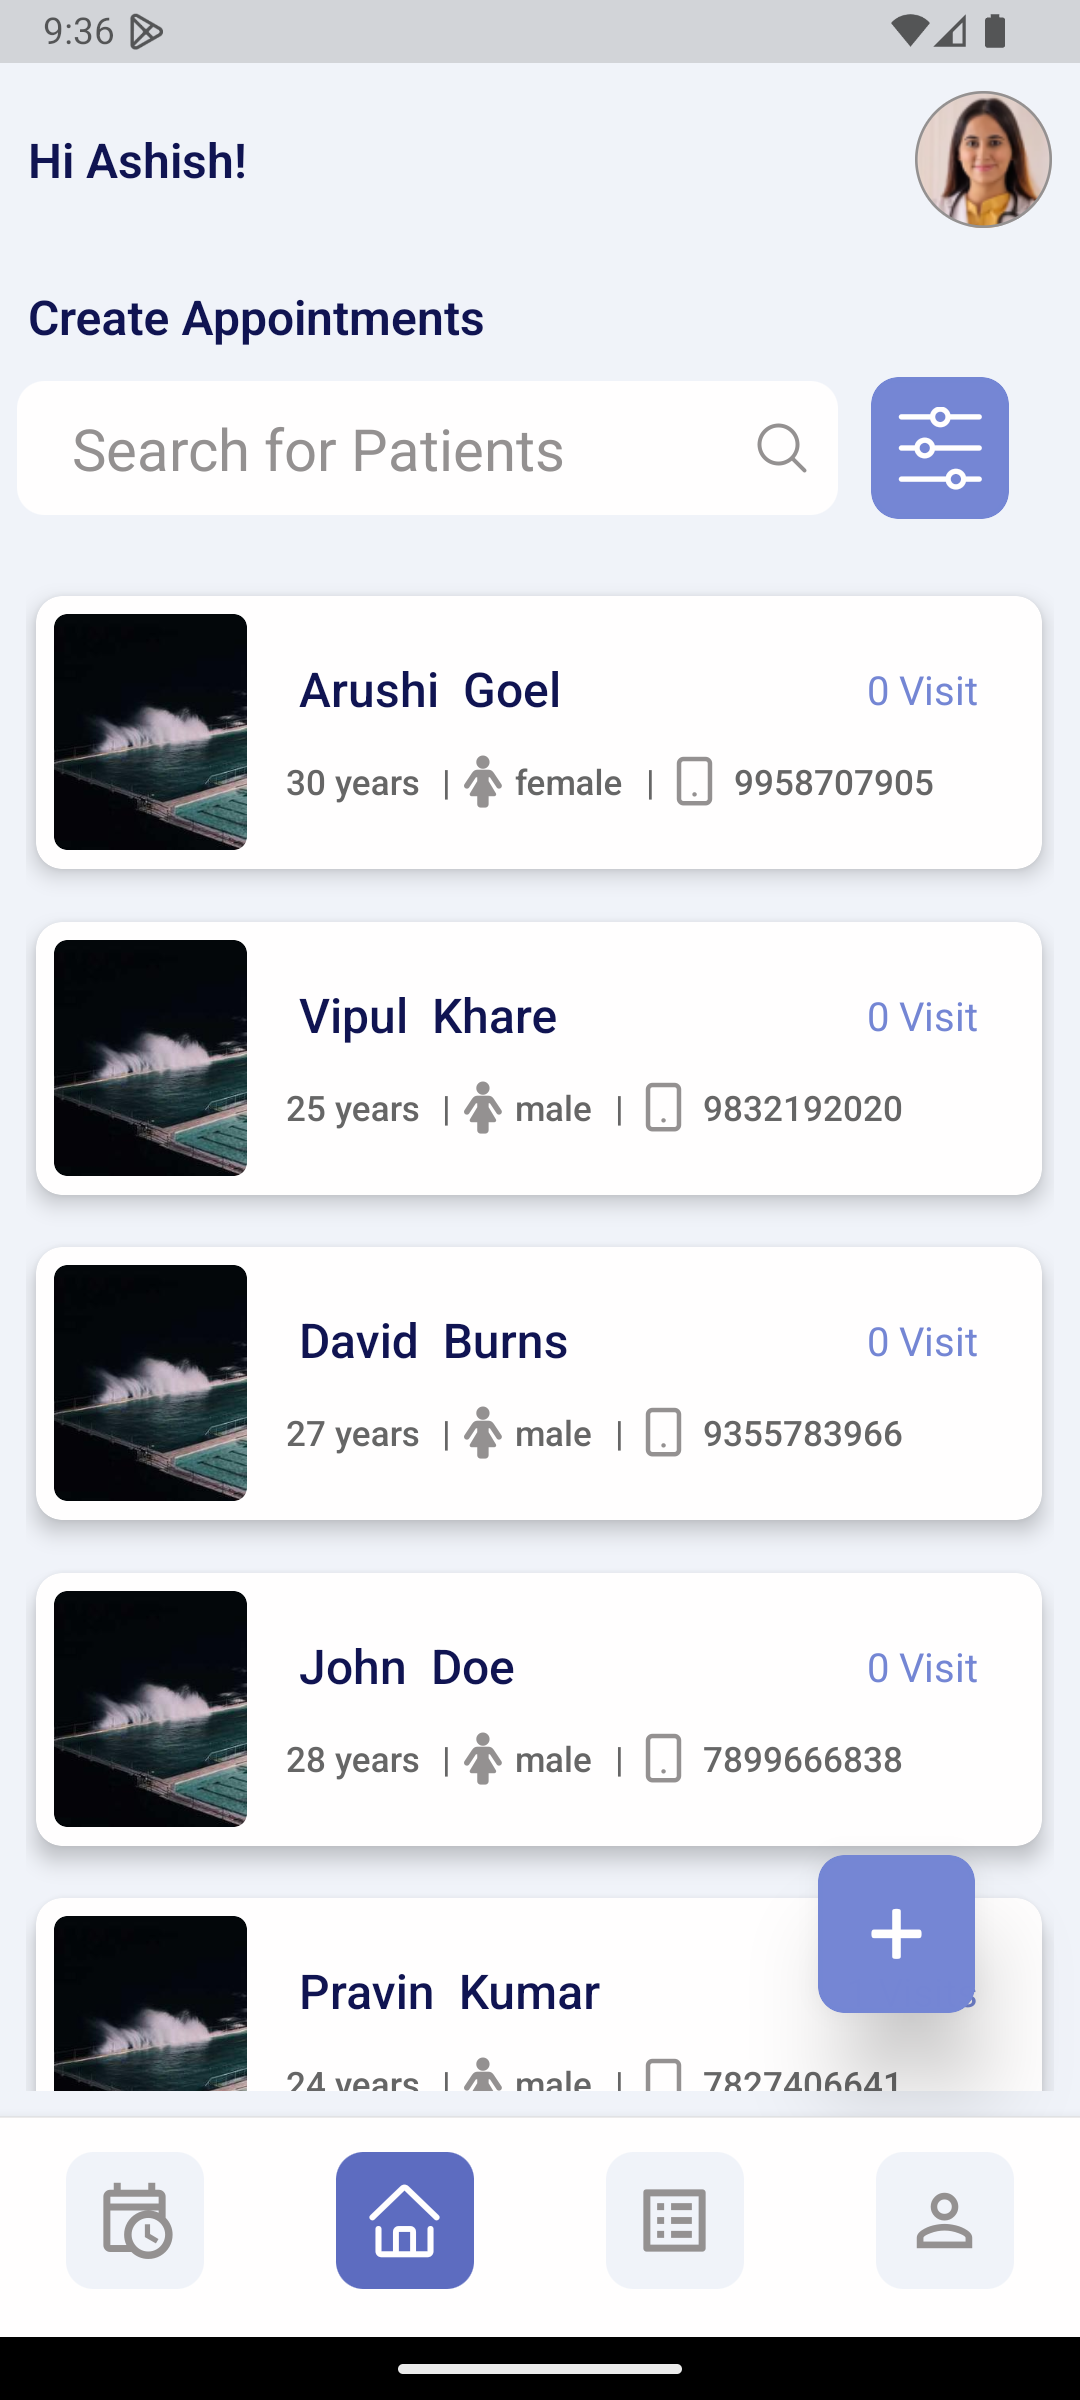 9:36
Hi Ashish!
Create Appointments
Search for Patients
Arushi Goel
0 Visit
30 years | female | 9958707905
Vipul Khare
0 Visit
25 years | male | 9832192020
David Burns
0 Visit
27 years | male | 9355783966
John Doe
0 Visit
28 years | male | 7899666838
Pravin Kumar
24 years | male | 7827406641